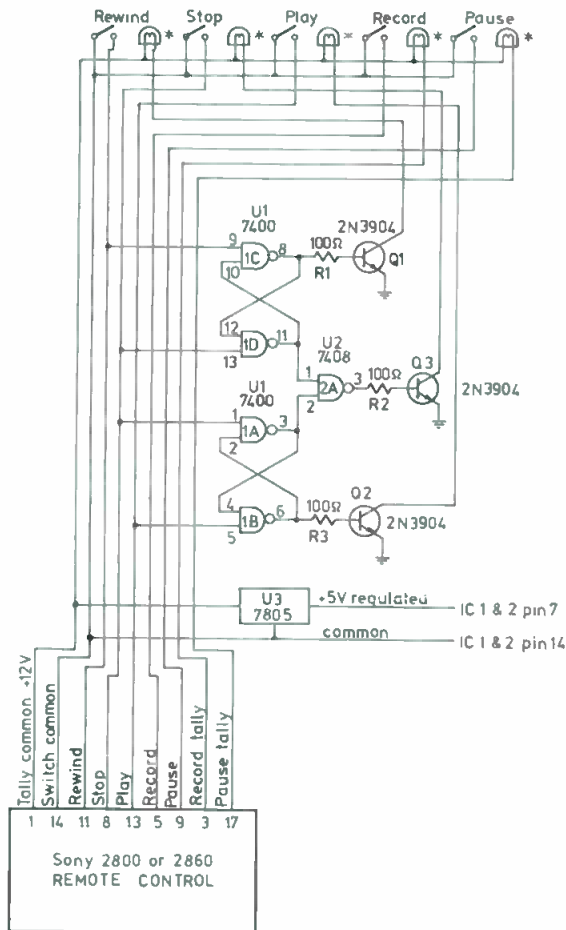 Rewind Stop Play Record Pause
* * * * *
U1
7400
9
10
1C
8
100Ω
R1
2N3904
Q1
12
13
1D
11
U2
7408
1
2
2A
3
100Ω
R2
Q3
2N3904
U1
7400
1
2
1A
3
4
5
1B
6
100Ω
R3
Q2
2N3904
U3
7805
+5V regulated
IC 1 & 2 pin 7
common
IC 1 & 2 pin 14
Tally common +12V
Switch common
Rewind
Stop
Play
Record
Pause
Record tally
Pause tally
1 14 11 8 13 5 9 3 17
Sony 2800 or 2860
REMOTE CONTROL